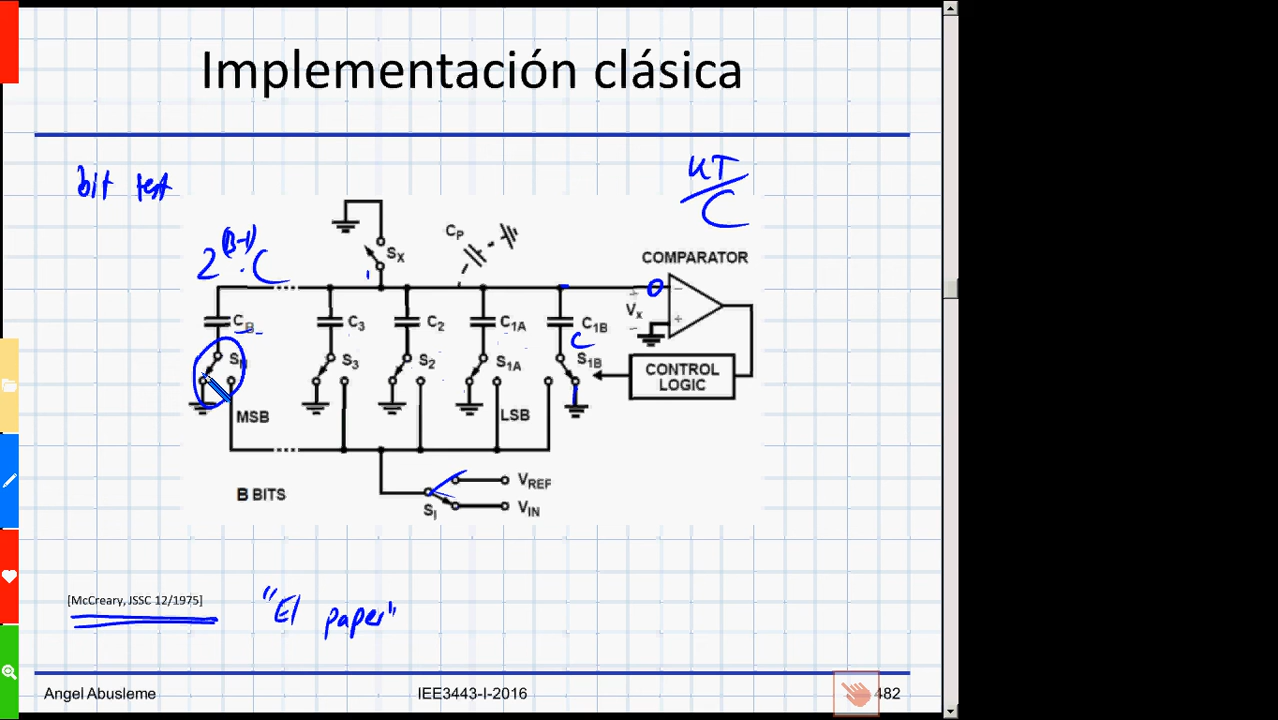 Implementación clásica
bit test
KT/C
2^(B-1)·C
S_X
C_P
COMPARATOR
V_x
C_B
C_3
C_2
C_1A
C_1B
C
S_3
S_2
S_1A
S_1B
CONTROL
LOGIC
MSB
LSB
B BITS
S_I
V_REF
V_IN
[McCreary, JSSC 12/1975]
"El paper"
Angel Abusleme
IEE3443-I-2016
482